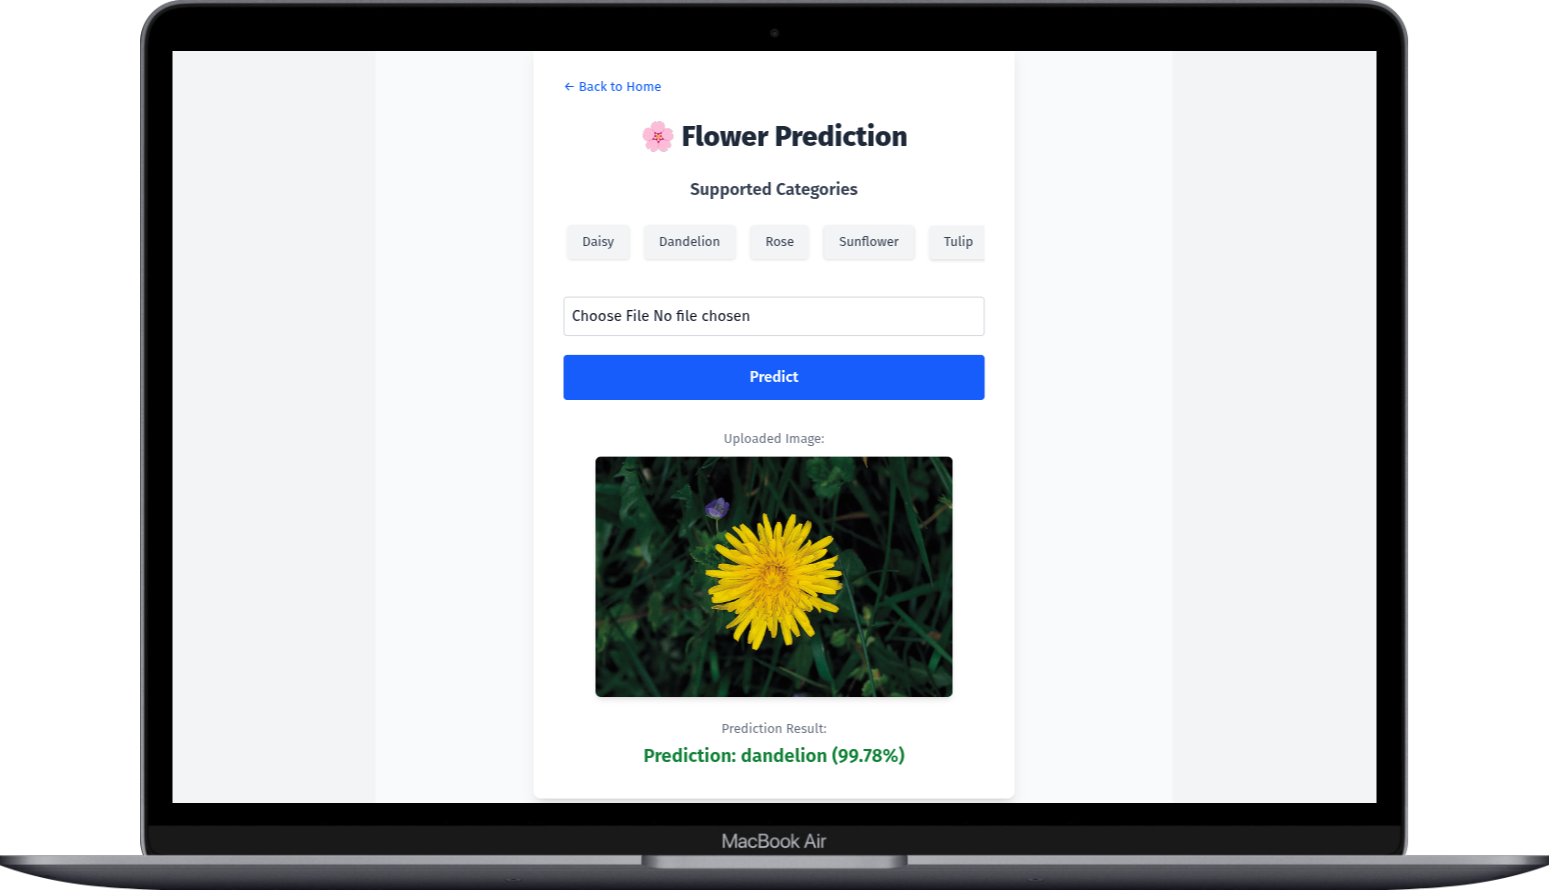 ← Back to Home
🌸 Flower Prediction
Supported Categories
Daisy Dandelion Rose Sunflower Tulip
Choose File No file chosen
Predict
Uploaded Image:
Prediction Result:
Prediction: dandelion (99.78%)
MacBook Air